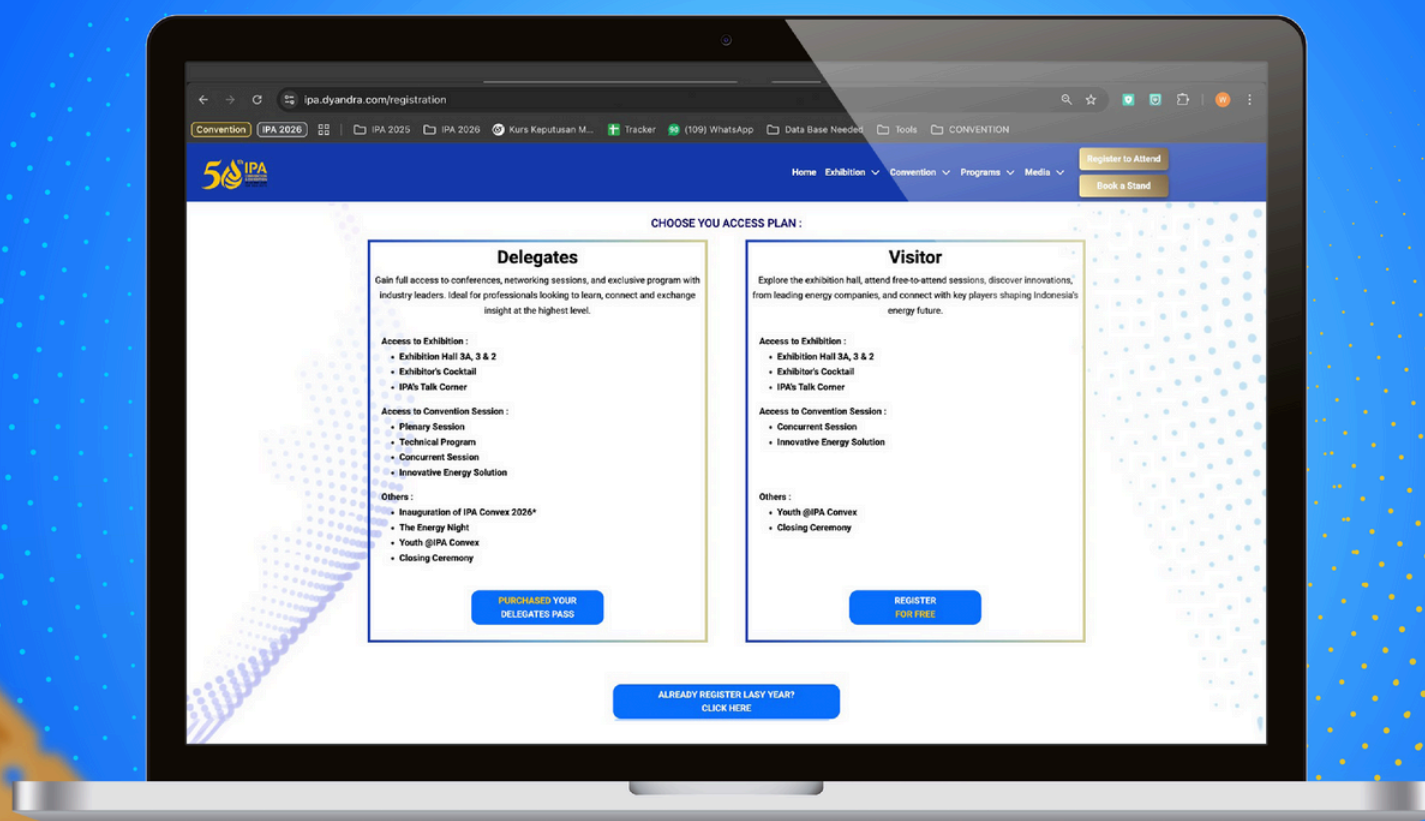 ipa.dyandra.com/registration
W
Convention
IPA 2026
IPA 2025
IPA 2026
Kurs Keputusan M...
Tracker
(109) WhatsApp
Data Base Needed
Tools
CONVENTION
50 IPA
Home
Exhibition
Convention
Programs
Media
Register to Attend
Book a Stand
CHOOSE YOU ACCESS PLAN :
Delegates
Gain full access to conferences, networking sessions, and exclusive program with
industry leaders. Ideal for professionals looking to learn, connect and exchange
insight at the highest level.
Access to Exhibition :
• Exhibition Hall 3A, 3 & 2
• Exhibitor's Cocktail
• IPA's Talk Corner
Access to Convention Session :
• Plenary Session
• Technical Program
• Concurrent Session
• Innovative Energy Solution
Others :
• Inauguration of IPA Convex 2026*
• The Energy Night
• Youth @IPA Convex
• Closing Ceremony
PURCHASED YOUR
DELEGATES PASS
Visitor
Explore the exhibition hall, attend free-to-attend sessions, discover innovations,
from leading energy companies, and connect with key players shaping Indonesia's
energy future.
Access to Exhibition :
• Exhibition Hall 3A, 3 & 2
• Exhibitor's Cocktail
• IPA's Talk Corner
Access to Convention Session :
• Concurrent Session
• Innovative Energy Solution
Others :
• Youth @IPA Convex
• Closing Ceremony
REGISTER
FOR FREE
ALREADY REGISTER LASY YEAR?
CLICK HERE